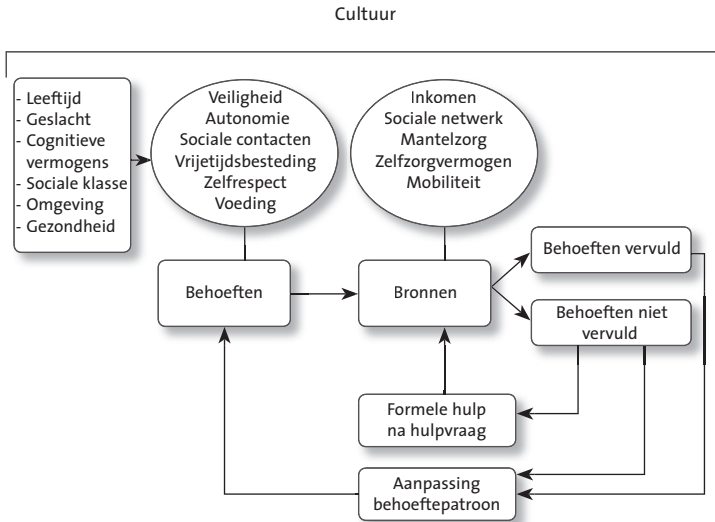 Cultuur
- Leeftijd
- Geslacht
- Cognitieve
vermogens
- Sociale klasse
- Omgeving
- Gezondheid
Veiligheid
Autonomie
Sociale contacten
Vrijetijdsbesteding
Zelfrespect
Voeding
Inkomen
Sociale netwerk
Mantelzorg
Zelfzorgvermogen
Mobiliteit
Behoeften
Bronnen
Behoeften vervuld
Behoeften niet
vervuld
Formele hulp
na hulpvraag
Aanpassing
behoeftepatroon